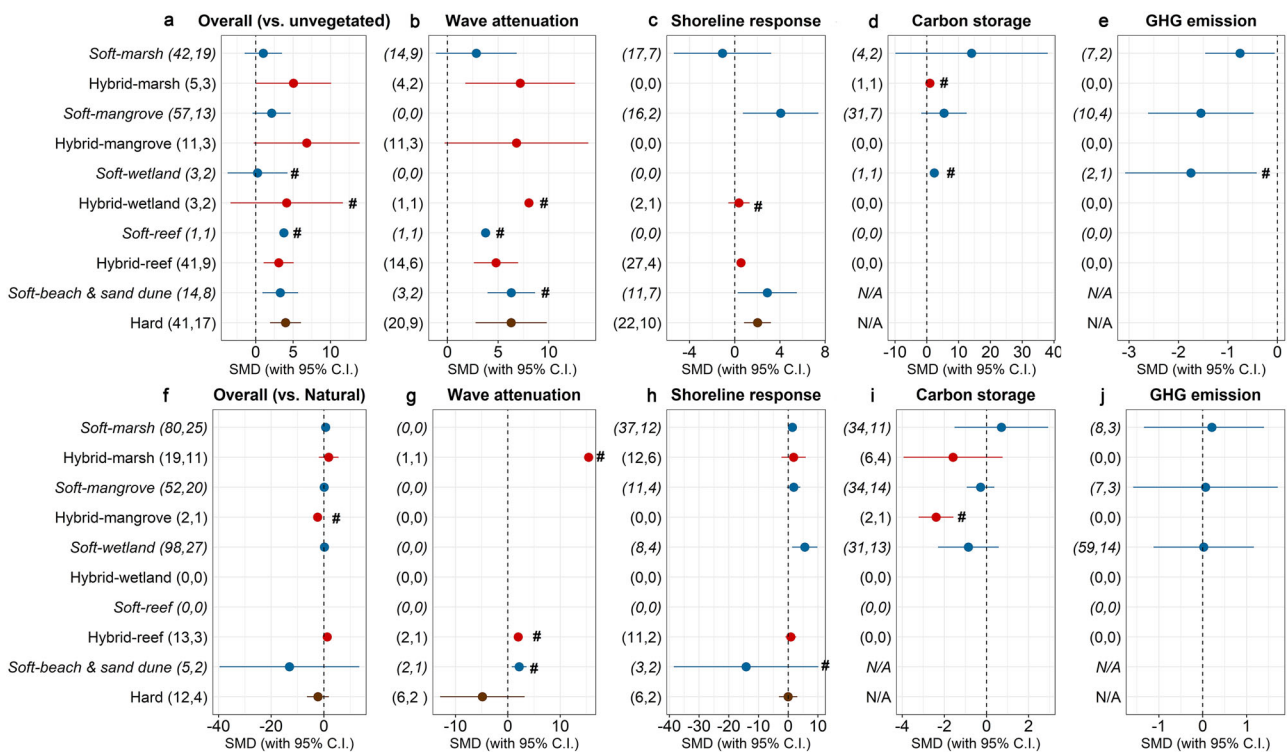 a Overall (vs. unvegetated) b Wave attenuation c Shoreline response d Carbon storage e GHG emission
Soft-marsh (42,19) (14,9) (17,7) (4,2) (7,2)
Hybrid-marsh (5,3) (4,2) (0,0) (1,1) # (0,0)
Soft-mangrove (57,13) (0,0) (16,2) (31,7) (10,4)
Hybrid-mangrove (11,3) (11,3) (0,0) (0,0) (0,0)
Soft-wetland (3,2) # (0,0) (0,0) (1,1) # (2,1) #
Hybrid-wetland (3,2) # (1,1) # (2,1) # (0,0) (0,0)
Soft-reef (1,1) # (1,1) # (0,0) (0,0) (0,0)
Hybrid-reef (41,9) (14,6) (27,4) (0,0) (0,0)
Soft-beach & sand dune (14,8) (3,2) # (11,7) N/A N/A
Hard (41,17) (20,9) (22,10) N/A N/A
0 5 10 0 5 10 -4 0 4 8 -10 0 10 20 30 40 -3 -2 -1 0
SMD (with 95% C.I.) SMD (with 95% C.I.) SMD (with 95% C.I.) SMD (with 95% C.I.) SMD (with 95% C.I.)
f Overall (vs. Natural) g Wave attenuation h Shoreline response i Carbon storage j GHG emission
Soft-marsh (80,25) (0,0) (37,12) (34,11) (8,3)
Hybrid-marsh (19,11) (1,1) # (12,6) (6,4) (0,0)
Soft-mangrove (52,20) (0,0) (11,4) (34,14) (7,3)
Hybrid-mangrove (2,1) # (0,0) (0,0) (2,1) # (0,0)
Soft-wetland (98,27) (0,0) (8,4) (31,13) (59,14)
Hybrid-wetland (0,0) (0,0) (0,0) (0,0) (0,0)
Soft-reef (0,0) (0,0) (0,0) (0,0) (0,0)
Hybrid-reef (13,3) (2,1) # (11,2) (0,0) (0,0)
Soft-beach & sand dune (5,2) (2,1) # (3,2) # N/A N/A
Hard (12,4) (6,2) (6,2) N/A N/A
-40 -20 0 -10 0 10 -40 -30 -20 -10 0 10 -4 -2 0 2 -1 0 1
SMD (with 95% C.I.) SMD (with 95% C.I.) SMD (with 95% C.I.) SMD (with 95% C.I.) SMD (with 95% C.I.)